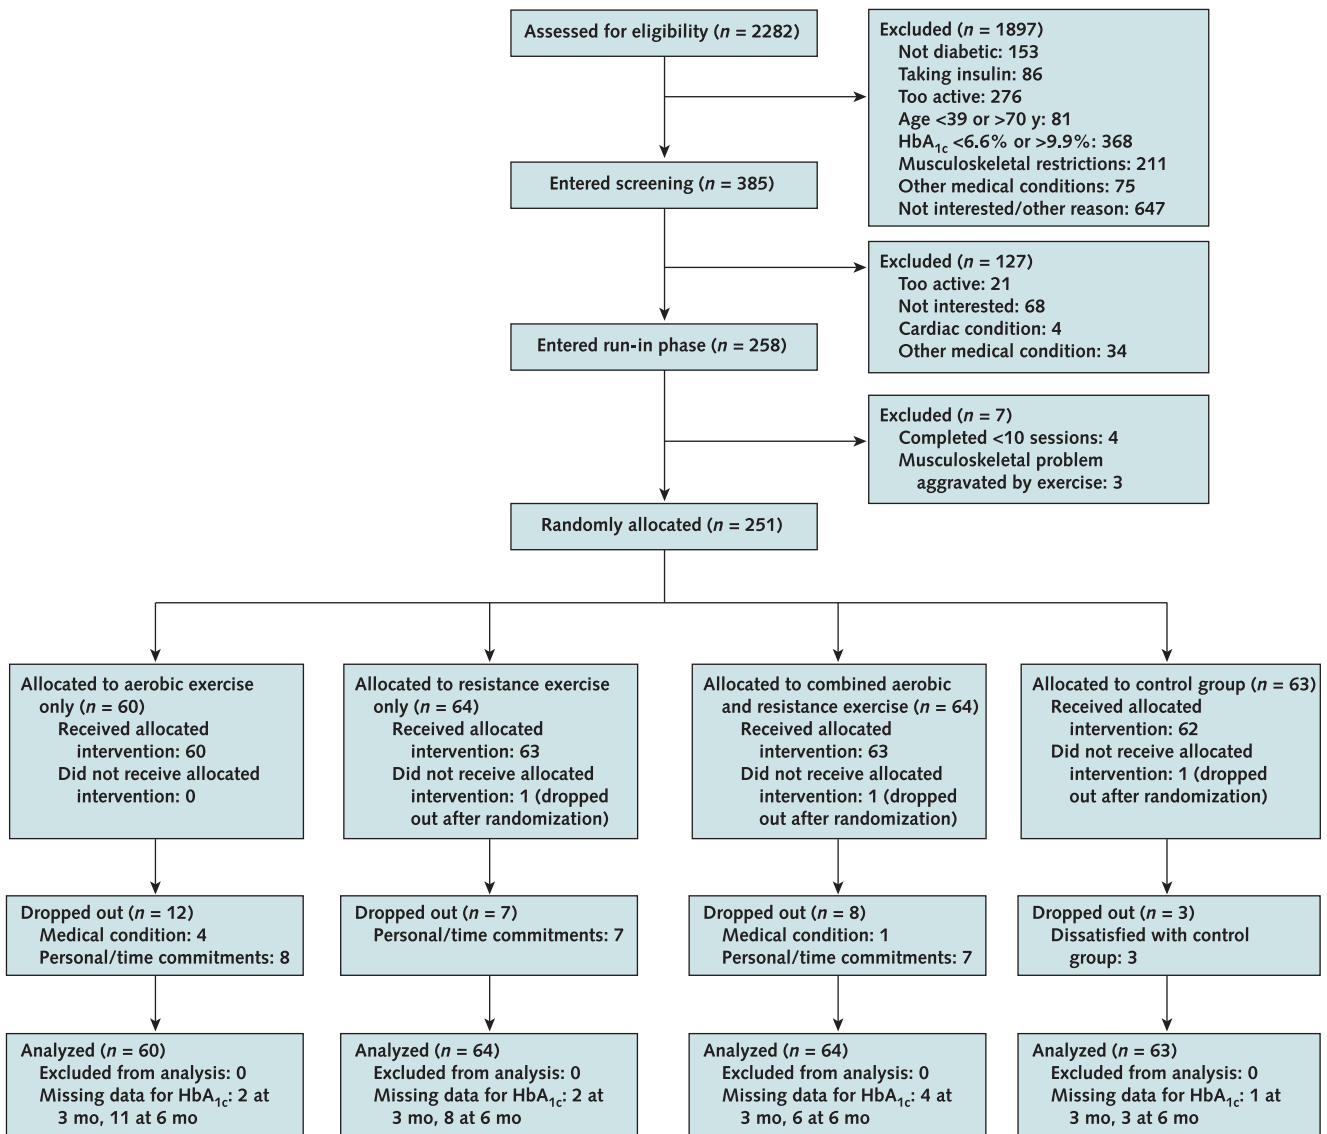 Assessed for eligibility (n = 2282)
Excluded (n = 1897)
Not diabetic: 153
Taking insulin: 86
Too active: 276
Age <39 or >70 y: 81
HbA1c <6.6% or >9.9%: 368
Musculoskeletal restrictions: 211
Other medical conditions: 75
Not interested/other reason: 647
Entered screening (n = 385)
Excluded (n = 127)
Too active: 21
Not interested: 68
Cardiac condition: 4
Other medical condition: 34
Entered run-in phase (n = 258)
Excluded (n = 7)
Completed <10 sessions: 4
Musculoskeletal problem
aggravated by exercise: 3
Randomly allocated (n = 251)
Allocated to aerobic exercise
only (n = 60)
Received allocated
intervention: 60
Did not receive allocated
intervention: 0
Allocated to resistance exercise
only (n = 64)
Received allocated
intervention: 63
Did not receive allocated
intervention: 1 (dropped
out after randomization)
Allocated to combined aerobic
and resistance exercise (n = 64)
Received allocated
intervention: 63
Did not receive allocated
intervention: 1 (dropped
out after randomization)
Allocated to control group (n = 63)
Received allocated
intervention: 62
Did not receive allocated
intervention: 1 (dropped
out after randomization)
Dropped out (n = 12)
Medical condition: 4
Personal/time commitments: 8
Dropped out (n = 7)
Personal/time commitments: 7
Dropped out (n = 8)
Medical condition: 1
Personal/time commitments: 7
Dropped out (n = 3)
Dissatisfied with control
group: 3
Analyzed (n = 60)
Excluded from analysis: 0
Missing data for HbA1c: 2 at
3 mo, 11 at 6 mo
Analyzed (n = 64)
Excluded from analysis: 0
Missing data for HbA1c: 2 at
3 mo, 8 at 6 mo
Analyzed (n = 64)
Excluded from analysis: 0
Missing data for HbA1c: 4 at
3 mo, 6 at 6 mo
Analyzed (n = 63)
Excluded from analysis: 0
Missing data for HbA1c: 1 at
3 mo, 3 at 6 mo